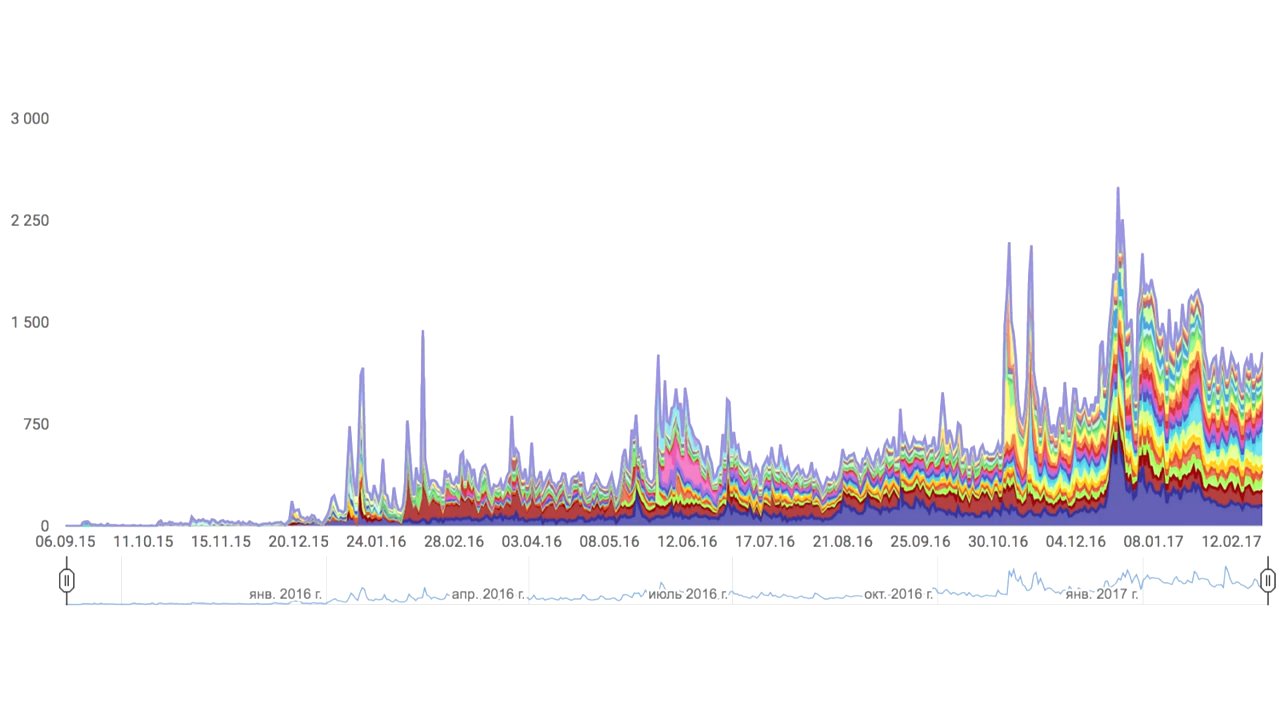 3 000
2 250
1 500
750
0
06.09.15 11.10.15 15.11.15 20.12.15 24.01.16 28.02.16 03.04.16 08.05.16 12.06.16 17.07.16 21.08.16 25.09.16 30.10.16 04.12.16 08.01.17 12.02.17
янв. 2016 г. апр. 2016 г. июль 2016 г. окт. 2016 г. янв. 2017 г.